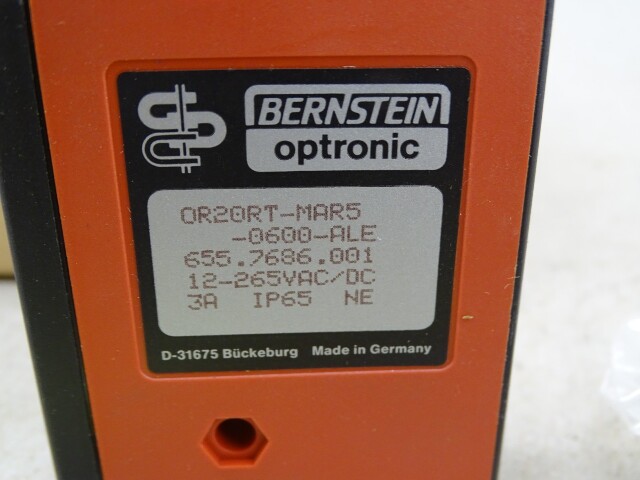 BERNSTEIN
optronic
OR20RT-MAR5
-0600-ALE
655.7686.001
12-265VAC/DC
3A IP65 NE
D-31675 Bückeburg Made in Germany